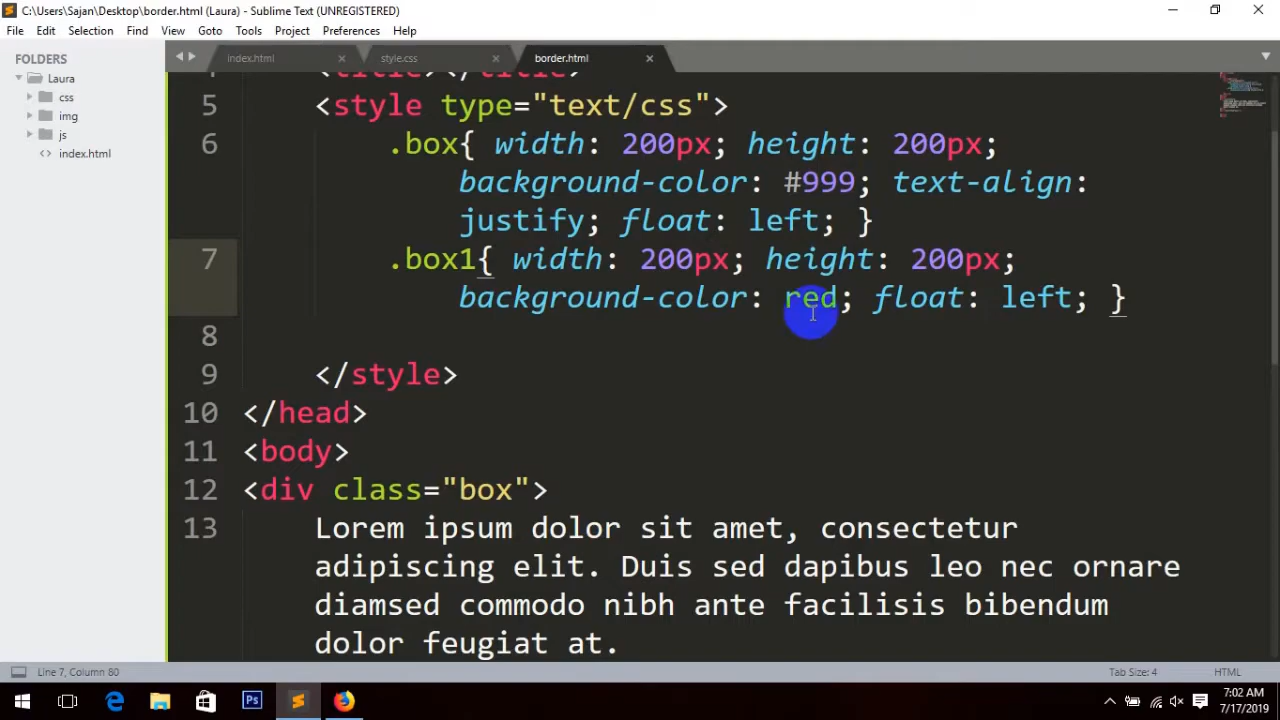 C:\Users\Sajan\Desktop\border.html (Laura) - Sublime Text (UNREGISTERED)
File Edit Selection Find View Goto Tools Project Preferences Help
FOLDERS
Laura
css
img
js
index.html
index.html style.css border.html
4 <title></title>
5 <style type="text/css">
6 .box{ width: 200px; height: 200px;
background-color: #999; text-align:
justify; float: left; }
7 .box1{ width: 200px; height: 200px;
background-color: red; float: left; }
8
9 </style>
10 </head>
11 <body>
12 <div class="box">
13 Lorem ipsum dolor sit amet, consectetur
adipiscing elit. Duis sed dapibus leo nec ornare
diamsed commodo nibh ante facilisis bibendum
dolor feugiat at.
Line 7, Column 80 Tab Size: 4 HTML
Ps
7:02 AM
7/17/2019